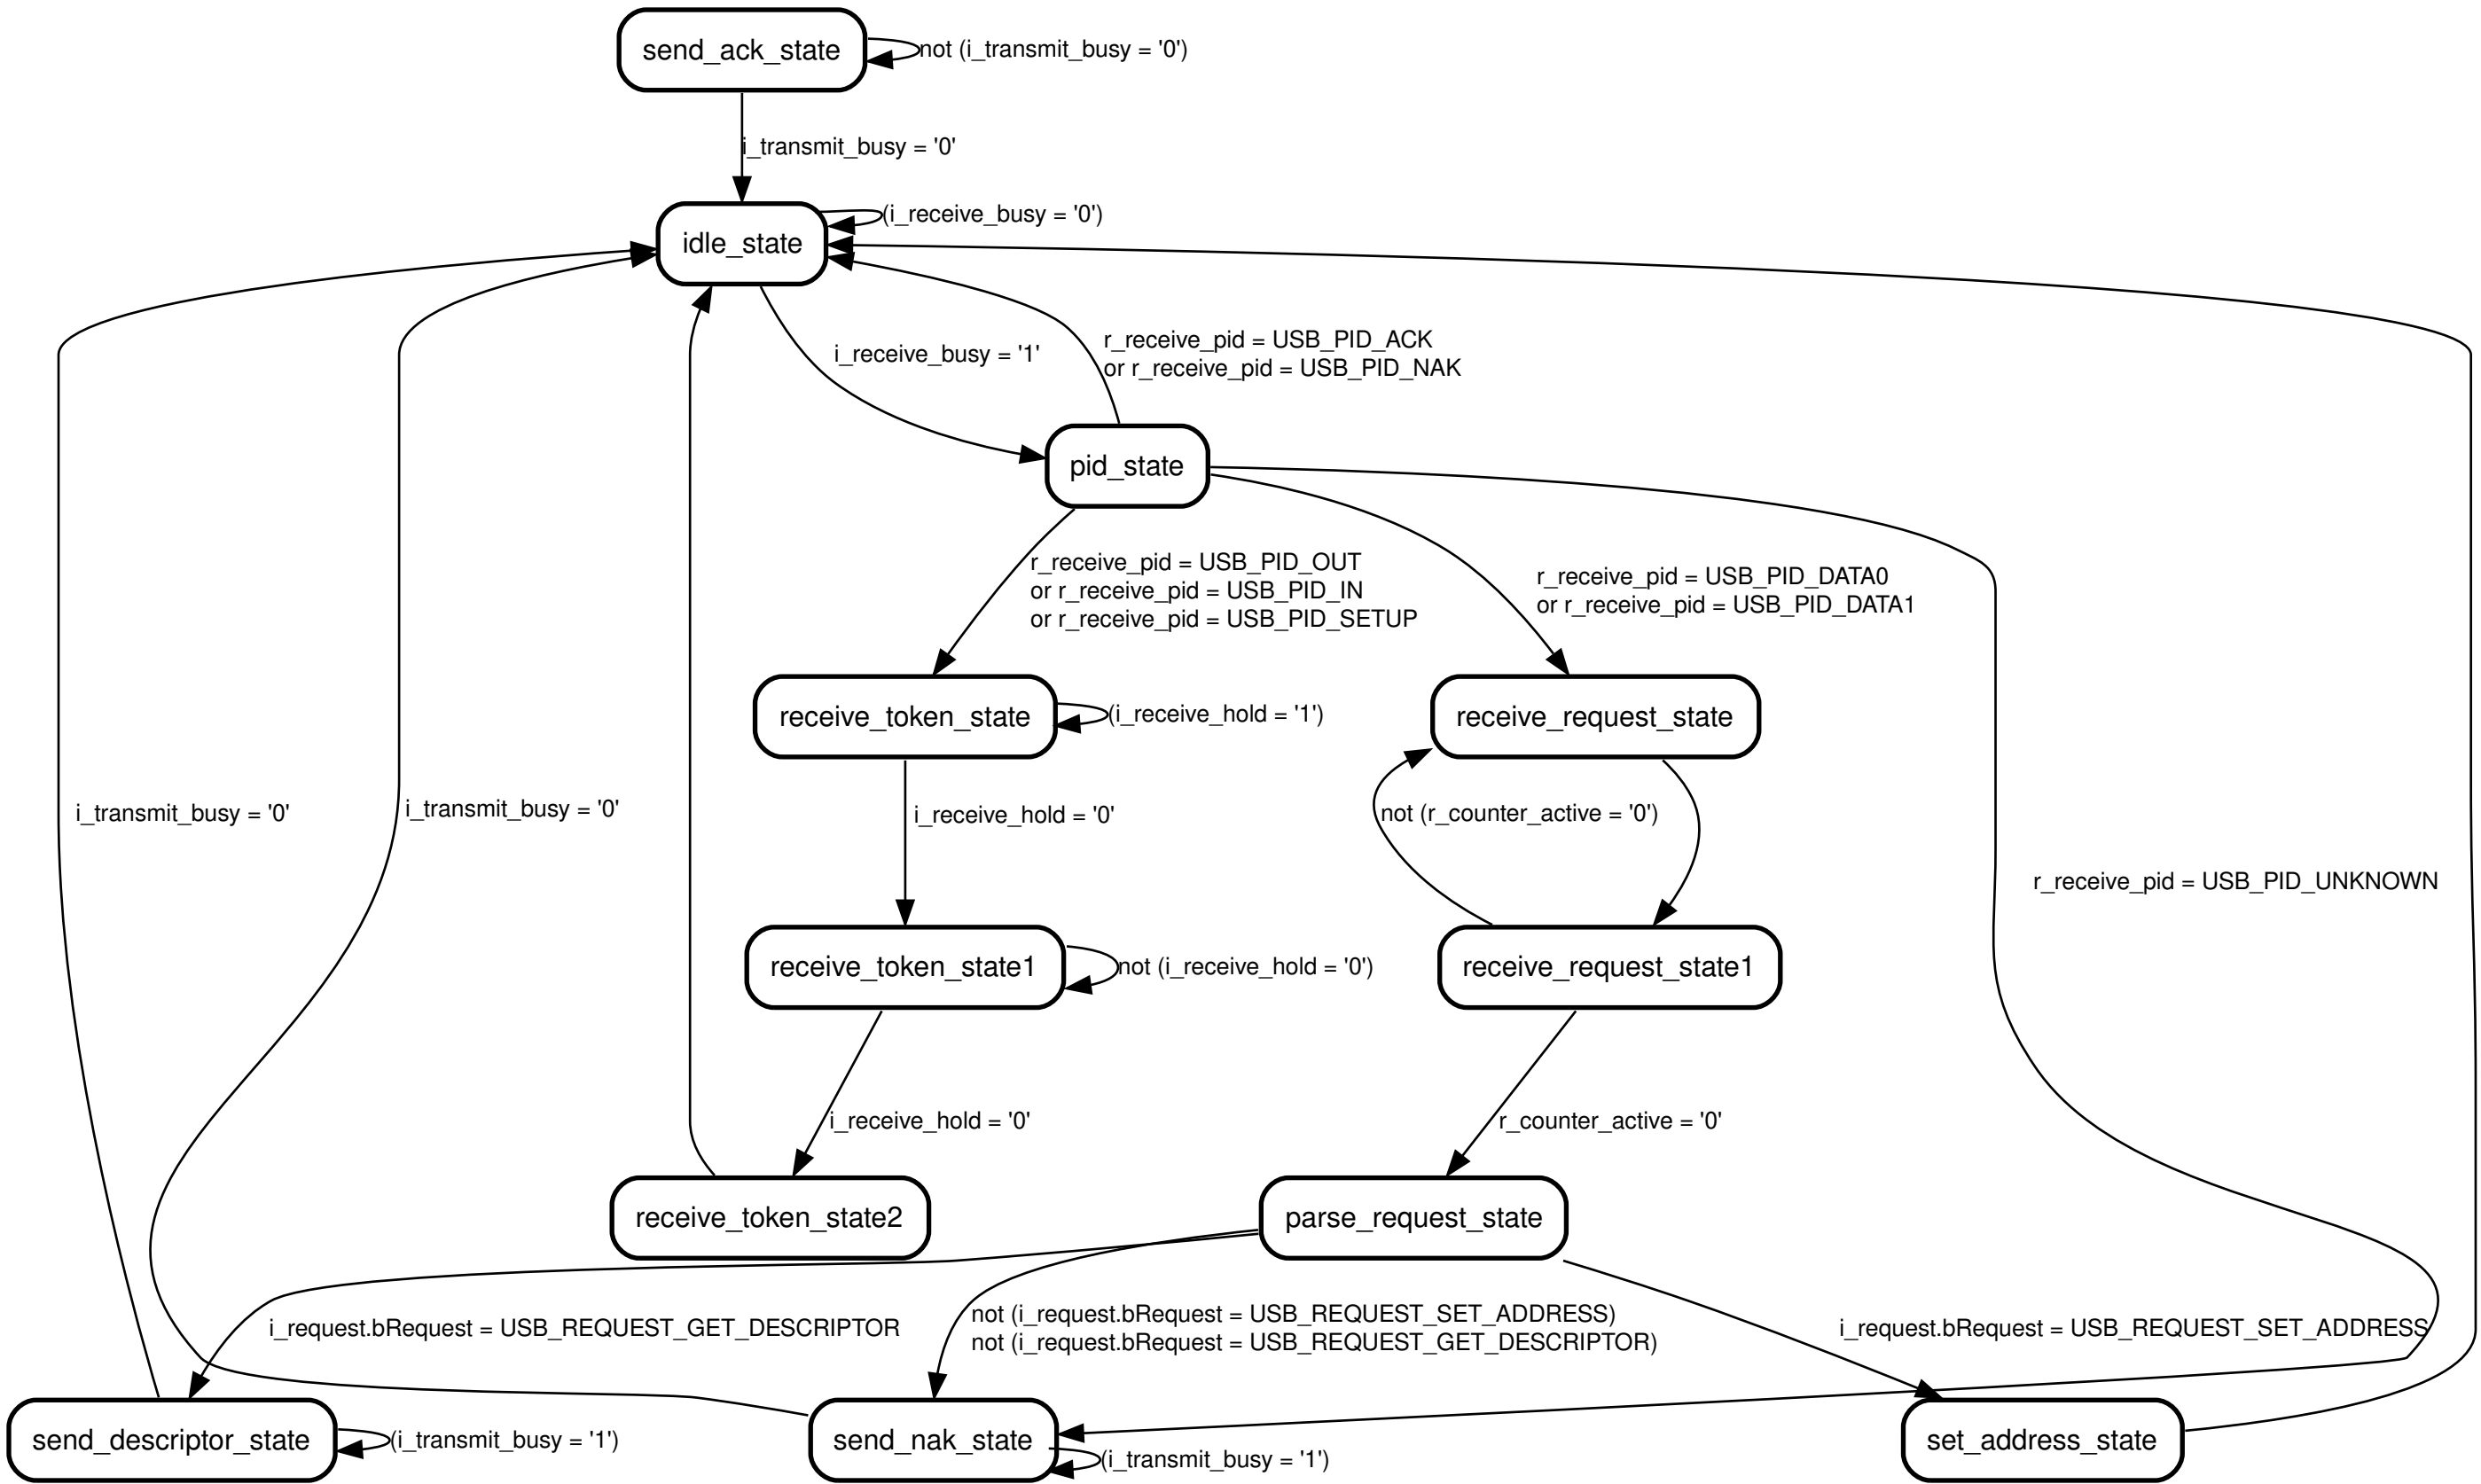 send_ack_state
not (i_transmit_busy = '0')
i_transmit_busy = '0'
(i_receive_busy = '0')
idle_state
i_receive_busy = '1'
r_receive_pid = USB_PID_ACK
or r_receive_pid = USB_PID_NAK
pid_state
r_receive_pid = USB_PID_OUT
or r_receive_pid = USB_PID_IN
or r_receive_pid = USB_PID_SETUP
r_receive_pid = USB_PID_DATA0
or r_receive_pid = USB_PID_DATA1
receive_token_state
(i_receive_hold = '1')
receive_request_state
i_transmit_busy = '0'
i_transmit_busy = '0'
i_receive_hold = '0'
not (r_counter_active = '0')
r_receive_pid = USB_PID_UNKNOWN
receive_token_state1
not (i_receive_hold = '0')
receive_request_state1
i_receive_hold = '0'
r_counter_active = '0'
receive_token_state2
parse_request_state
i_request.bRequest = USB_REQUEST_GET_DESCRIPTOR
not (i_request.bRequest = USB_REQUEST_SET_ADDRESS)
not (i_request.bRequest = USB_REQUEST_GET_DESCRIPTOR)
i_request.bRequest = USB_REQUEST_SET_ADDRESS
send_descriptor_state
(i_transmit_busy = '1')
send_nak_state
(i_transmit_busy = '1')
set_address_state